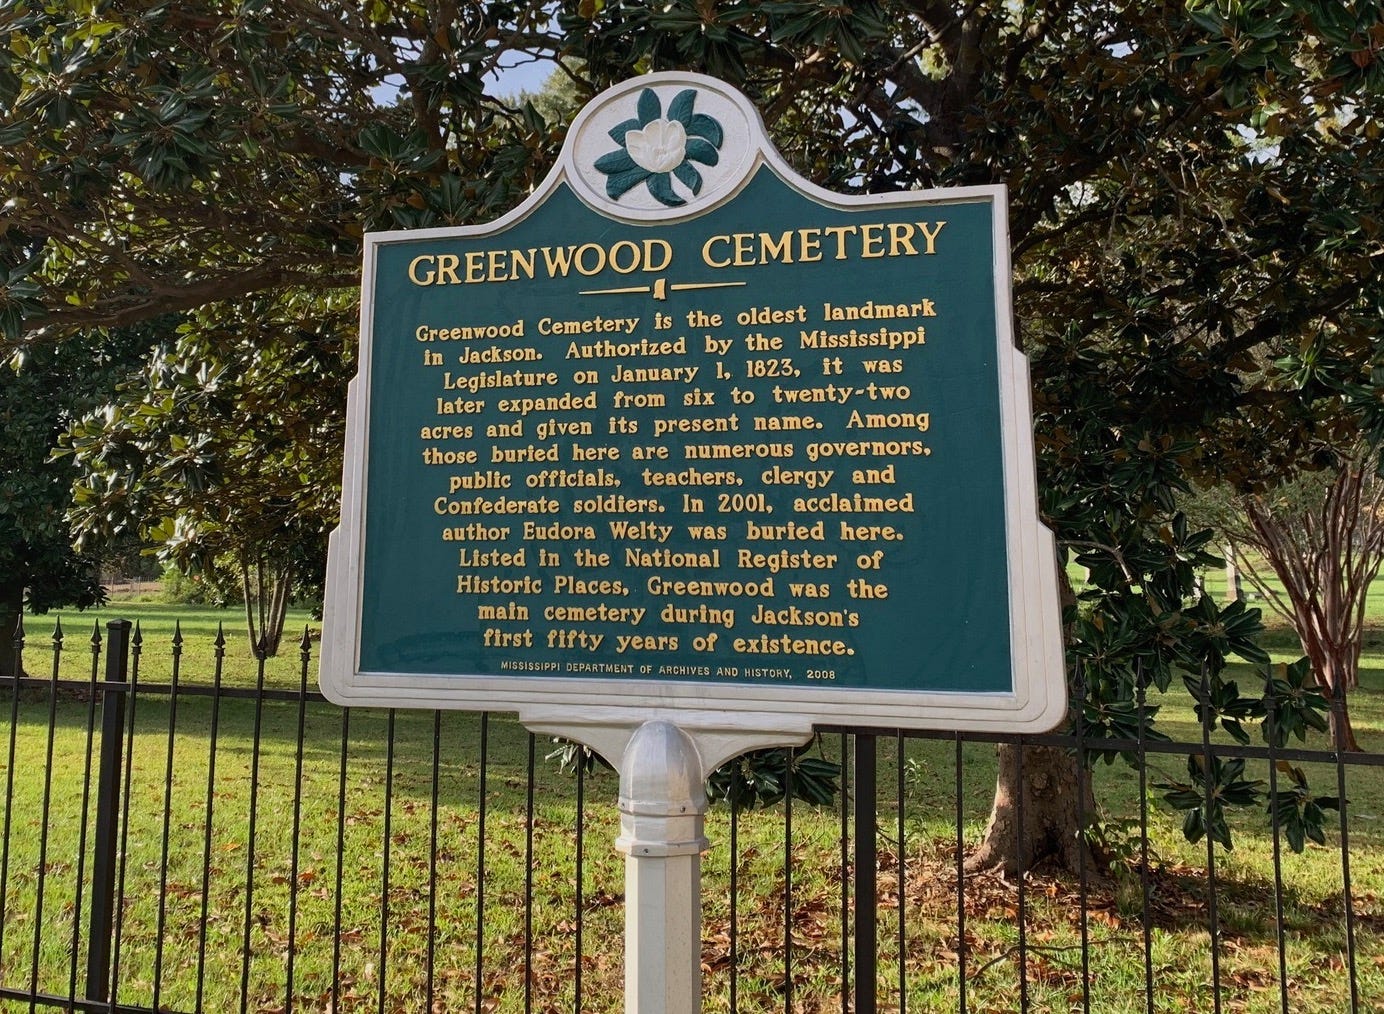 GREENWOOD CEMETERY
Greenwood Cemetery is the oldest landmark
in Jackson. Authorized by the Mississippi
Legislature on January 1, 1823, it was
later expanded from six to twenty-two
acres and given its present name. Among
those buried here are numerous governors,
public officials, teachers, clergy and
Confederate soldiers. In 2001, acclaimed
author Eudora Welty was buried here.
Listed in the National Register of
Historic Places, Greenwood was the
main cemetery during Jackson's
first fifty years of existence.
MISSISSIPPI DEPARTMENT OF ARCHIVES AND HISTORY, 2008